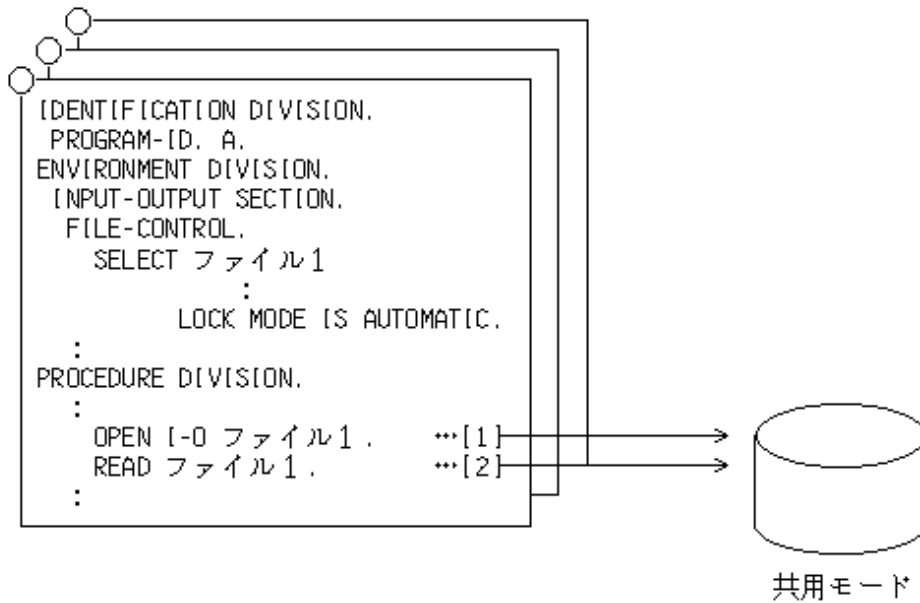 IDENTIFICATION DIVISION.
PROGRAM-ID. A.
ENVIRONMENT DIVISION.
INPUT-OUTPUT SECTION.
FILE-CONTROL.
SELECT ファイル1
:
LOCK MODE IS AUTOMATIC.
:
PROCEDURE DIVISION.
:
OPEN I-O ファイル1. …[1]
READ ファイル1. …[2]
:
共用モード